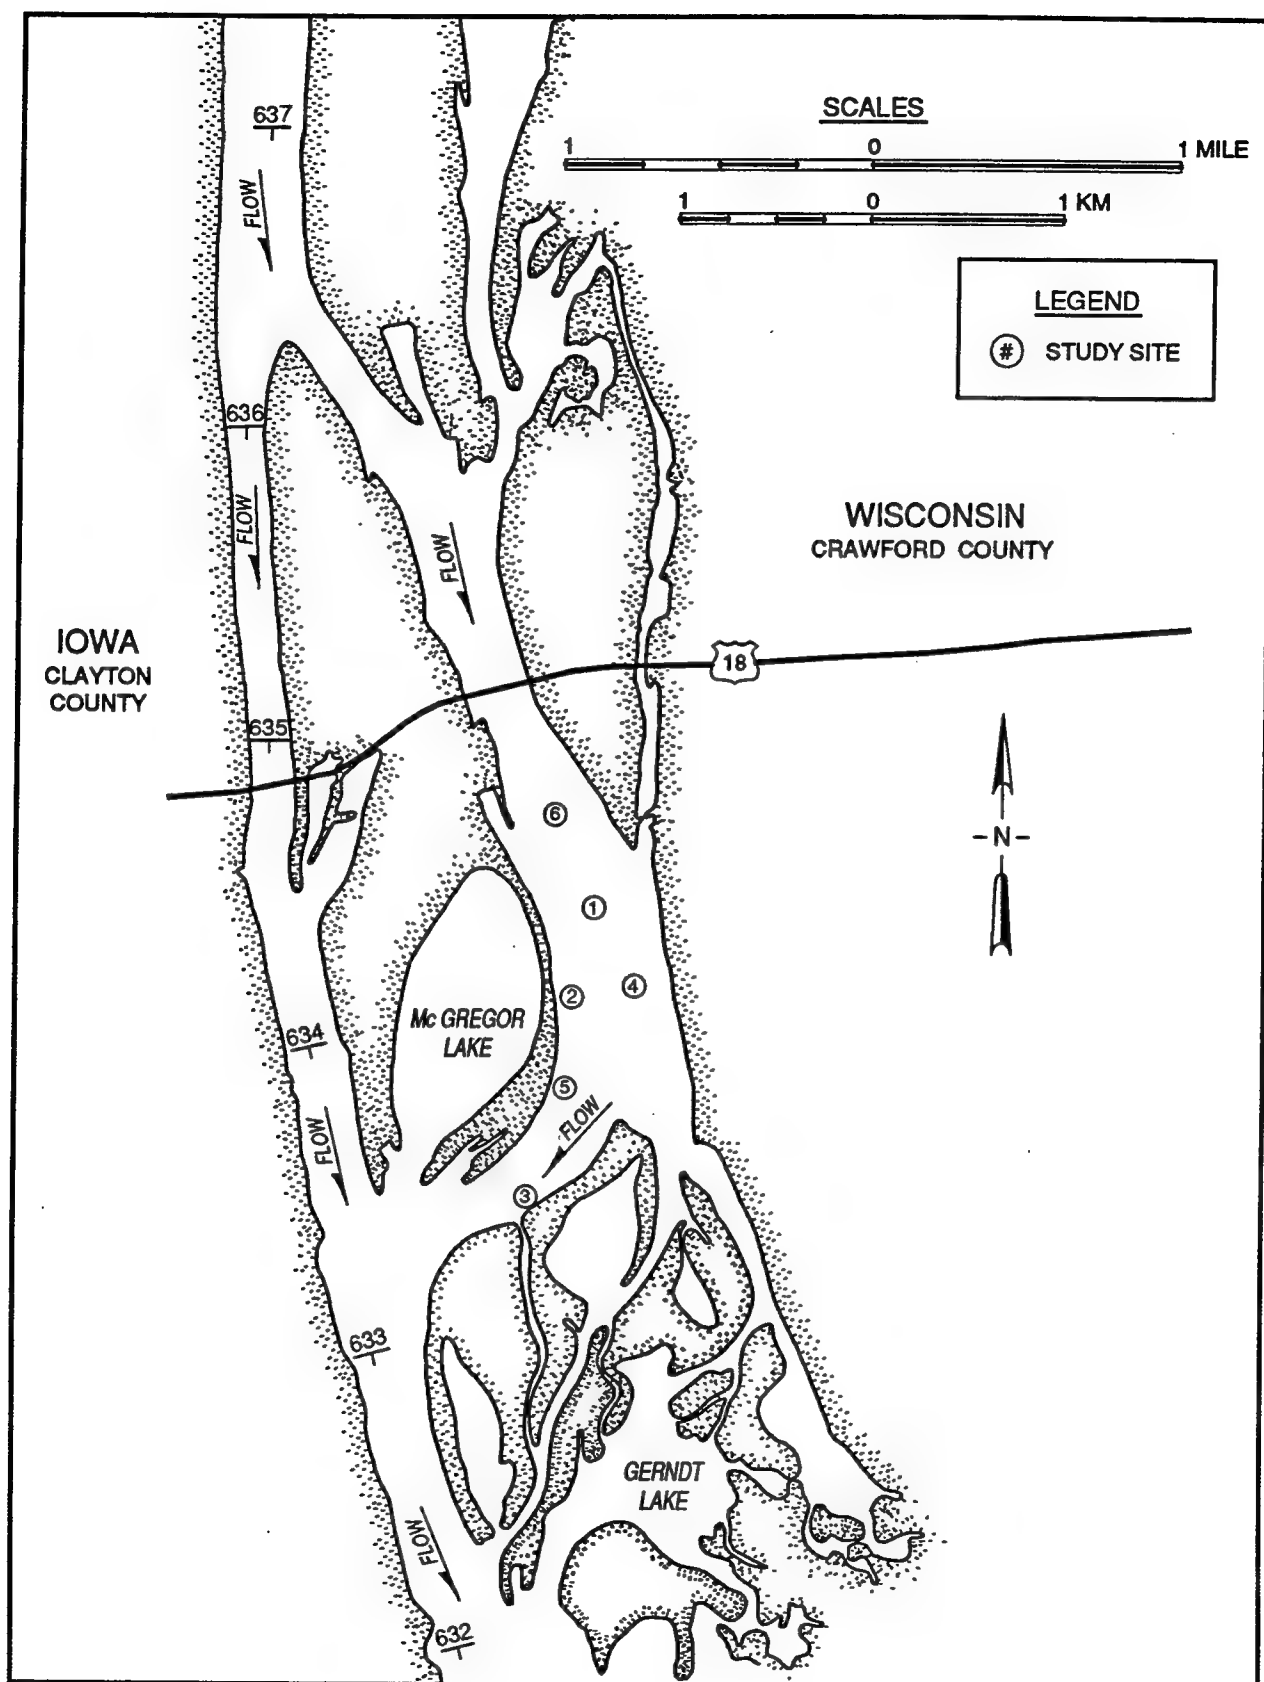 SCALES
1 0 1 MILE
1 0 1 KM
LEGEND
# STUDY SITE
637
FLOW
636
FLOW
FLOW
WISCONSIN
CRAWFORD COUNTY
IOWA
CLAYTON
COUNTY
18
635
6
- N -
1
2
4
Mc GREGOR
LAKE
634
5
FLOW
FLOW
3
633
GERNDT
LAKE
FLOW
632